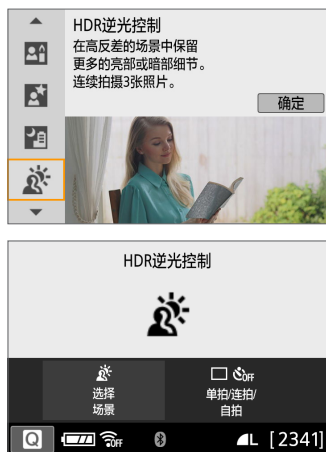 HDR逆光控制
在高反差的场景中保留
更多的亮部或暗部细节。
连续拍摄3张照片。
确定
HDR逆光控制
选择
场景
OFF
单拍/连拍/
自拍
Q
OFF
L
[2341]